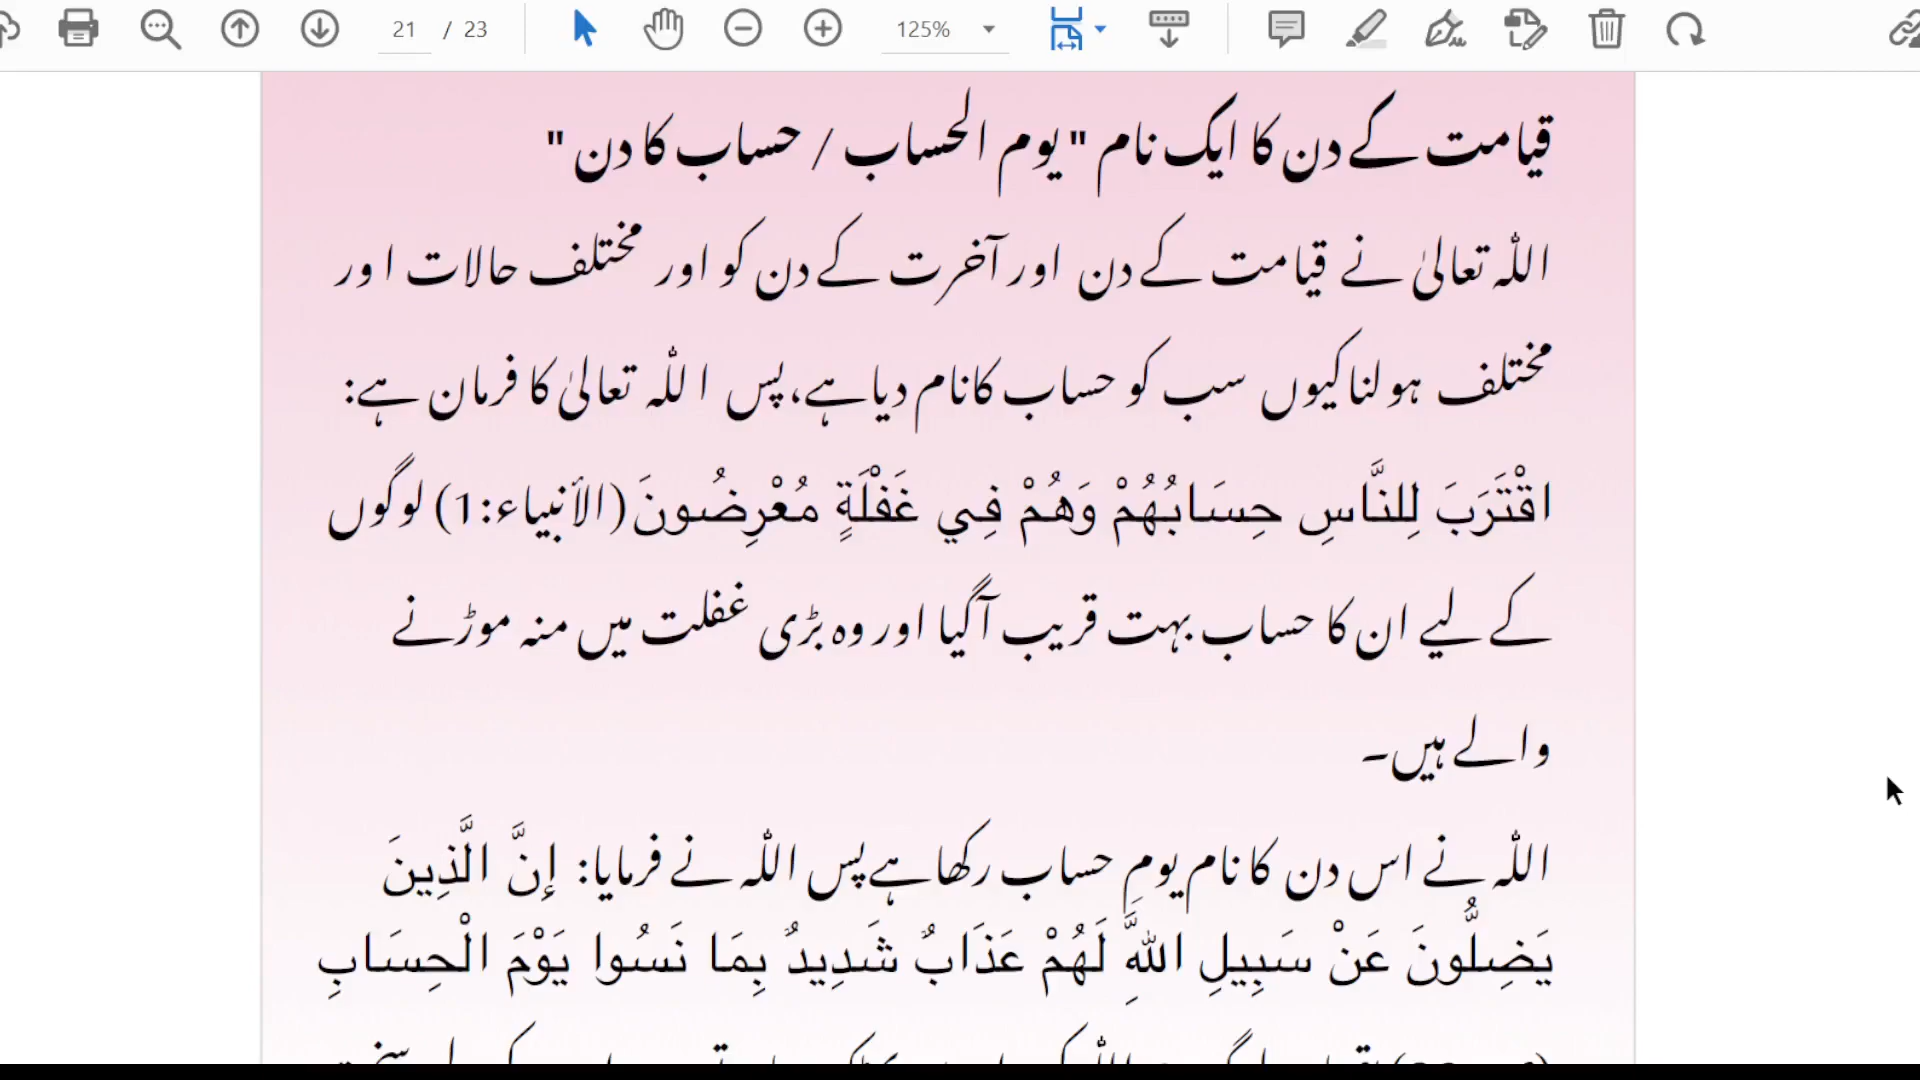 21 / 23 125%
قیامت کے دن کا ایک نام " یوم الحساب / حساب کا دن "
اللہ تعالیٰ نے قیامت کے دن اور آخرت کے دن کو اور مختلف حالات اور
مختلف ہولناکیوں سب کو حساب کا نام دیا ہے، پس اللہ تعالیٰ کا فرمان ہے:
اقْتَرَبَ لِلنَّاسِ حِسَابُهُمْ وَهُمْ فِي غَفْلَةٍ مُعْرِضُونَ (الأنبیاء:1) لوگوں
کے لیے ان کا حساب بہت قریب آگیا اور وہ بڑی غفلت میں منہ موڑنے
والے ہیں۔
اللہ نے اس دن کا نام یومِ حساب رکھا ہے پس اللہ نے فرمایا: إِنَّ الَّذِينَ
يَضِلُّونَ عَنْ سَبِيلِ اللَّهِ لَهُمْ عَذَابٌ شَدِيدٌ بِمَا نَسُوا يَوْمَ الْحِسَابِ